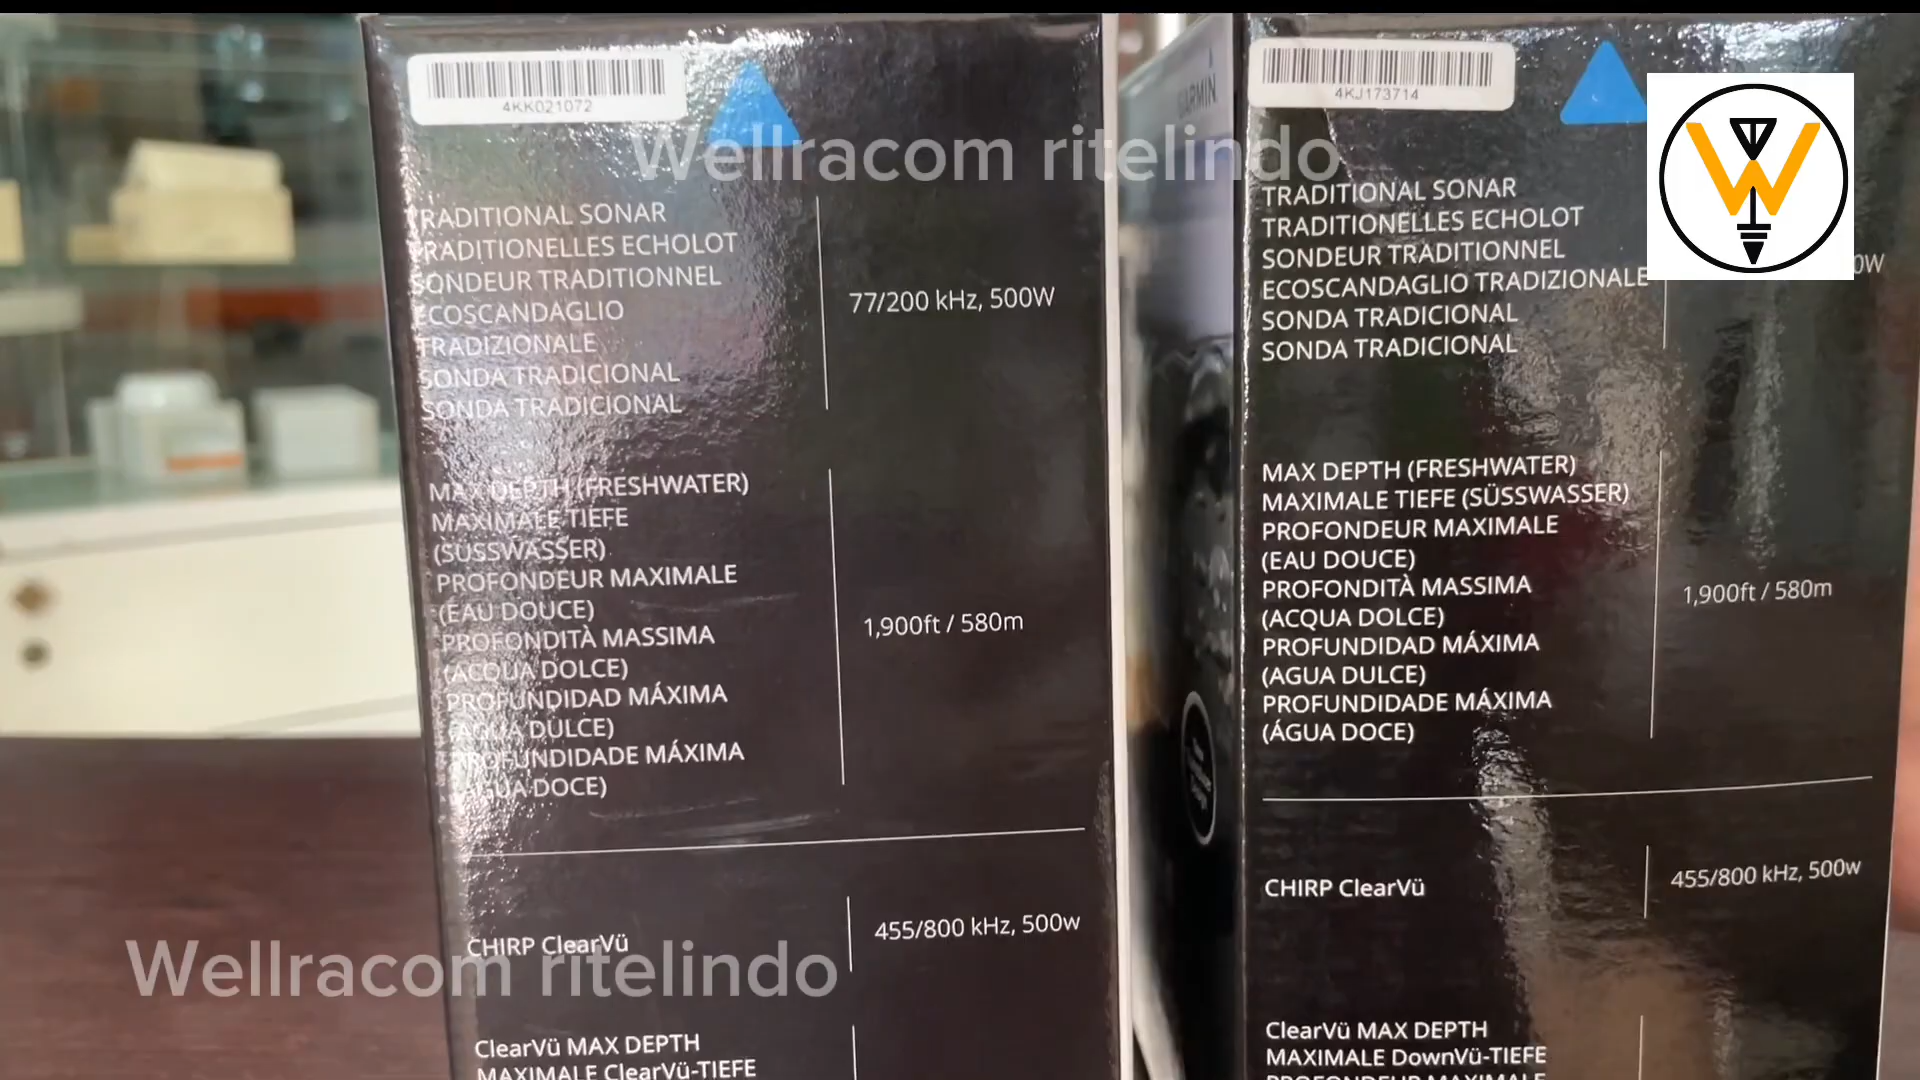 4KK021072
TRADITIONAL SONAR
TRADITIONELLES ECHOLOT
SONDEUR TRADITIONNEL
ECOSCANDAGLIO
TRADIZIONALE
SONDA TRADICIONAL
SONDA TRADICIONAL
77/200 kHz, 500W
MAX DEPTH (FRESHWATER)
MAXIMALE TIEFE
(SÜSSWASSER)
PROFONDEUR MAXIMALE
(EAU DOUCE)
PROFONDITÀ MASSIMA
(ACQUA DOLCE)
PROFUNDIDAD MÁXIMA
(AGUA DULCE)
PROFUNDIDADE MÁXIMA
(ÁGUA DOCE)
1,900ft / 580m
CHIRP ClearVü
455/800 kHz, 500w
ClearVü MAX DEPTH
MAXIMALE ClearVü-TIEFE
GARMIN
4KJ173714
TRADITIONAL SONAR
TRADITIONELLES ECHOLOT
SONDEUR TRADITIONNEL
ECOSCANDAGLIO TRADIZIONALE
SONDA TRADICIONAL
SONDA TRADICIONAL
MAX DEPTH (FRESHWATER)
MAXIMALE TIEFE (SÜSSWASSER)
PROFONDEUR MAXIMALE
(EAU DOUCE)
PROFONDITÀ MASSIMA
(ACQUA DOLCE)
PROFUNDIDAD MÁXIMA
(AGUA DULCE)
PROFUNDIDADE MÁXIMA
(ÁGUA DOCE)
1,900ft / 580m
CHIRP ClearVü
455/800 kHz, 500w
ClearVü MAX DEPTH
MAXIMALE DownVü-TIEFE
PROFONDEUR MAXIMALE
Wellracom ritelindo
Wellracom ritelindo